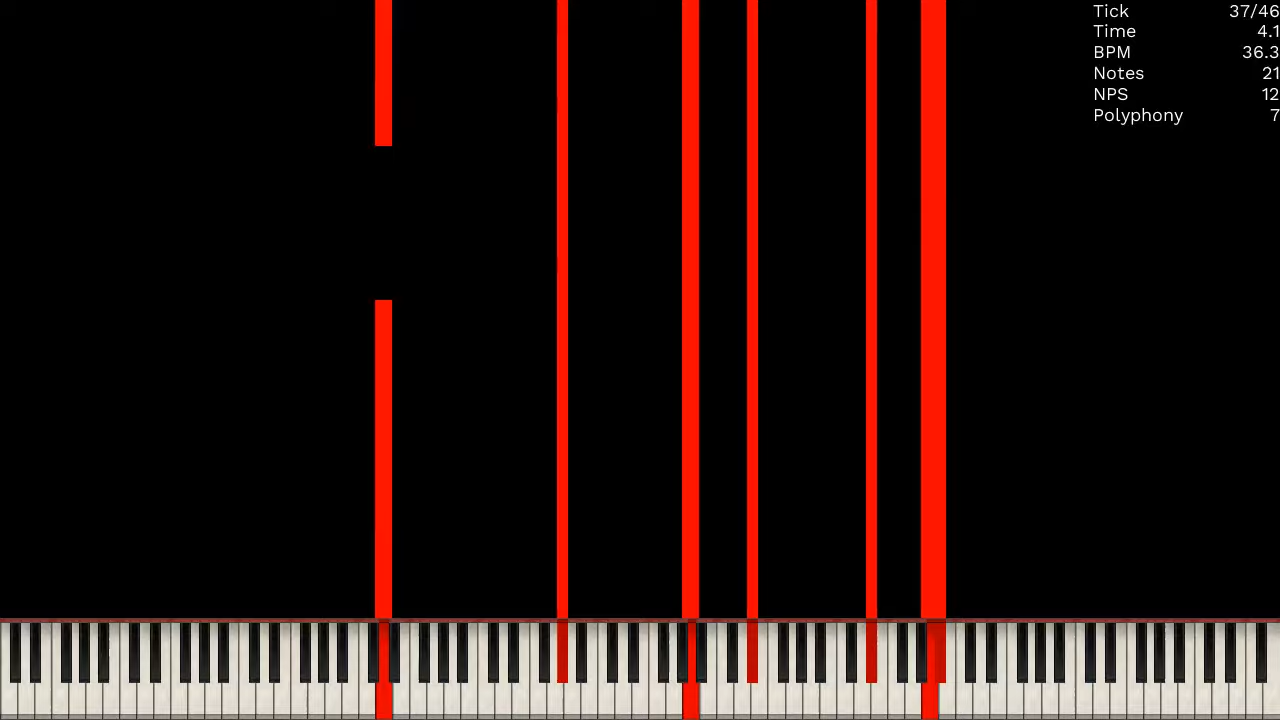 Tick 37/46
Time 4.1
BPM 36.3
Notes 21
NPS 12
Polyphony 7